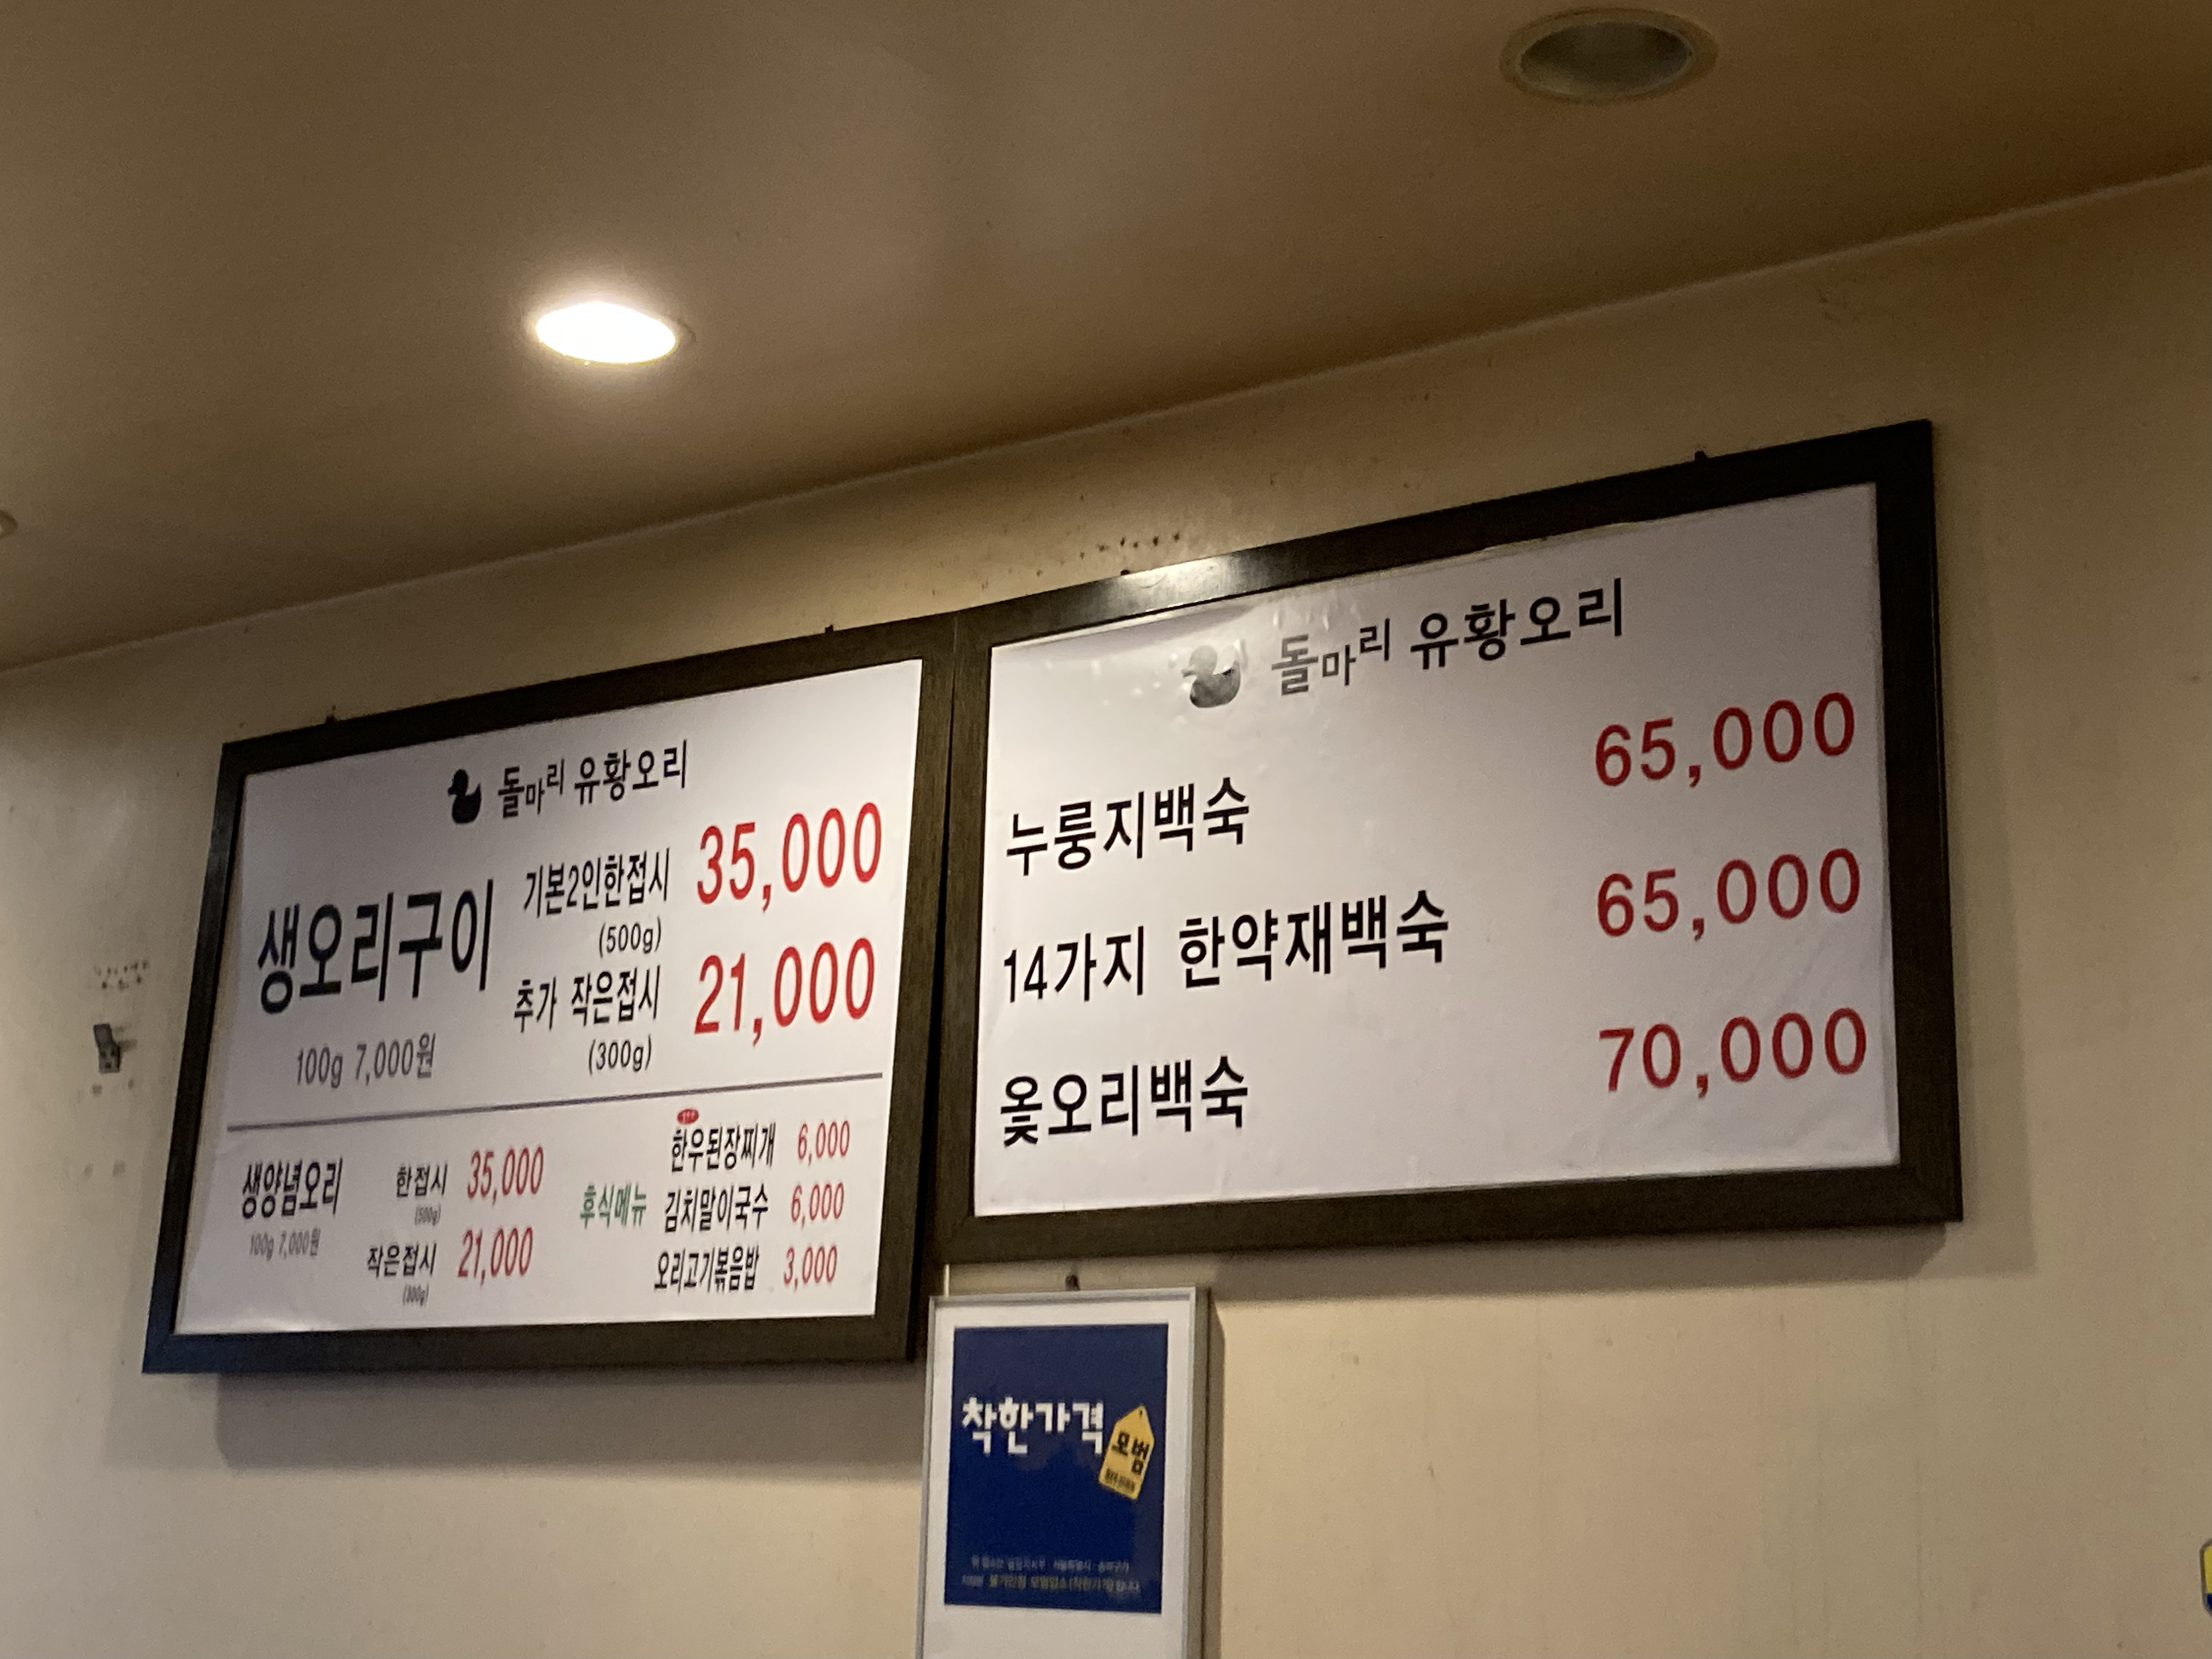 돌마리 유황오리
생오리구이
100g 7,000원
기본2인한접시 35,000
(500g)
추가 작은접시 21,000
(300g)
생양념오리
100g 7,000원
한접시 35,000
(500g)
작은접시 21,000
(300g)
후식메뉴
한우된장찌개 6,000
김치말이국수 6,000
오리고기볶음밥 3,000
돌마리 유황오리
누룽지백숙 65,000
14가지 한약재백숙 65,000
옻오리백숙 70,000
착한가격
모범